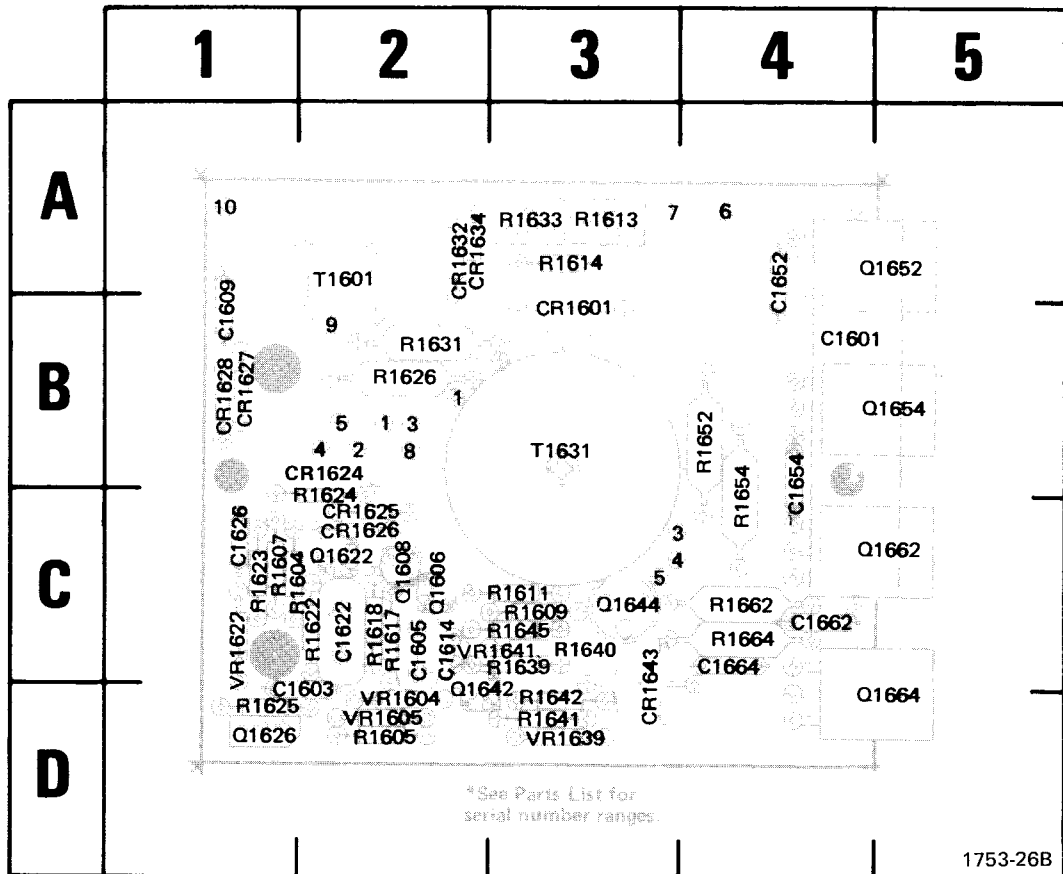 1 2 3 4 5
A
10
R1633 R1613
7
6
CR1632
CR1634
R1614
T1601
C1652
Q1652
CR1601
C1609
9
R1631
C1601
B
R1626
CR1628
CR1627
1
5 1 3
4 2 8
T1631
R1652
Q1654
CR1624
R1654
C1654
R1624
CR1625
CR1626
C
C1626
Q1622
3
4
5
Q1662
R1623
R1607
R1604
Q1608
Q1606
R1611
R1609
Q1644
R1662
C1662
R1645
R1664
VR1622
R1622
C1622
R1618
R1617
C1605
C1614
VR1641
R1640
R1639
C1664
CR1643
C1603
Q1642
VR1604
R1642
Q1664
D
R1625
VR1605
R1641
Q1626
R1605
VR1639
*See Parts List for
serial number ranges.
1753-26B